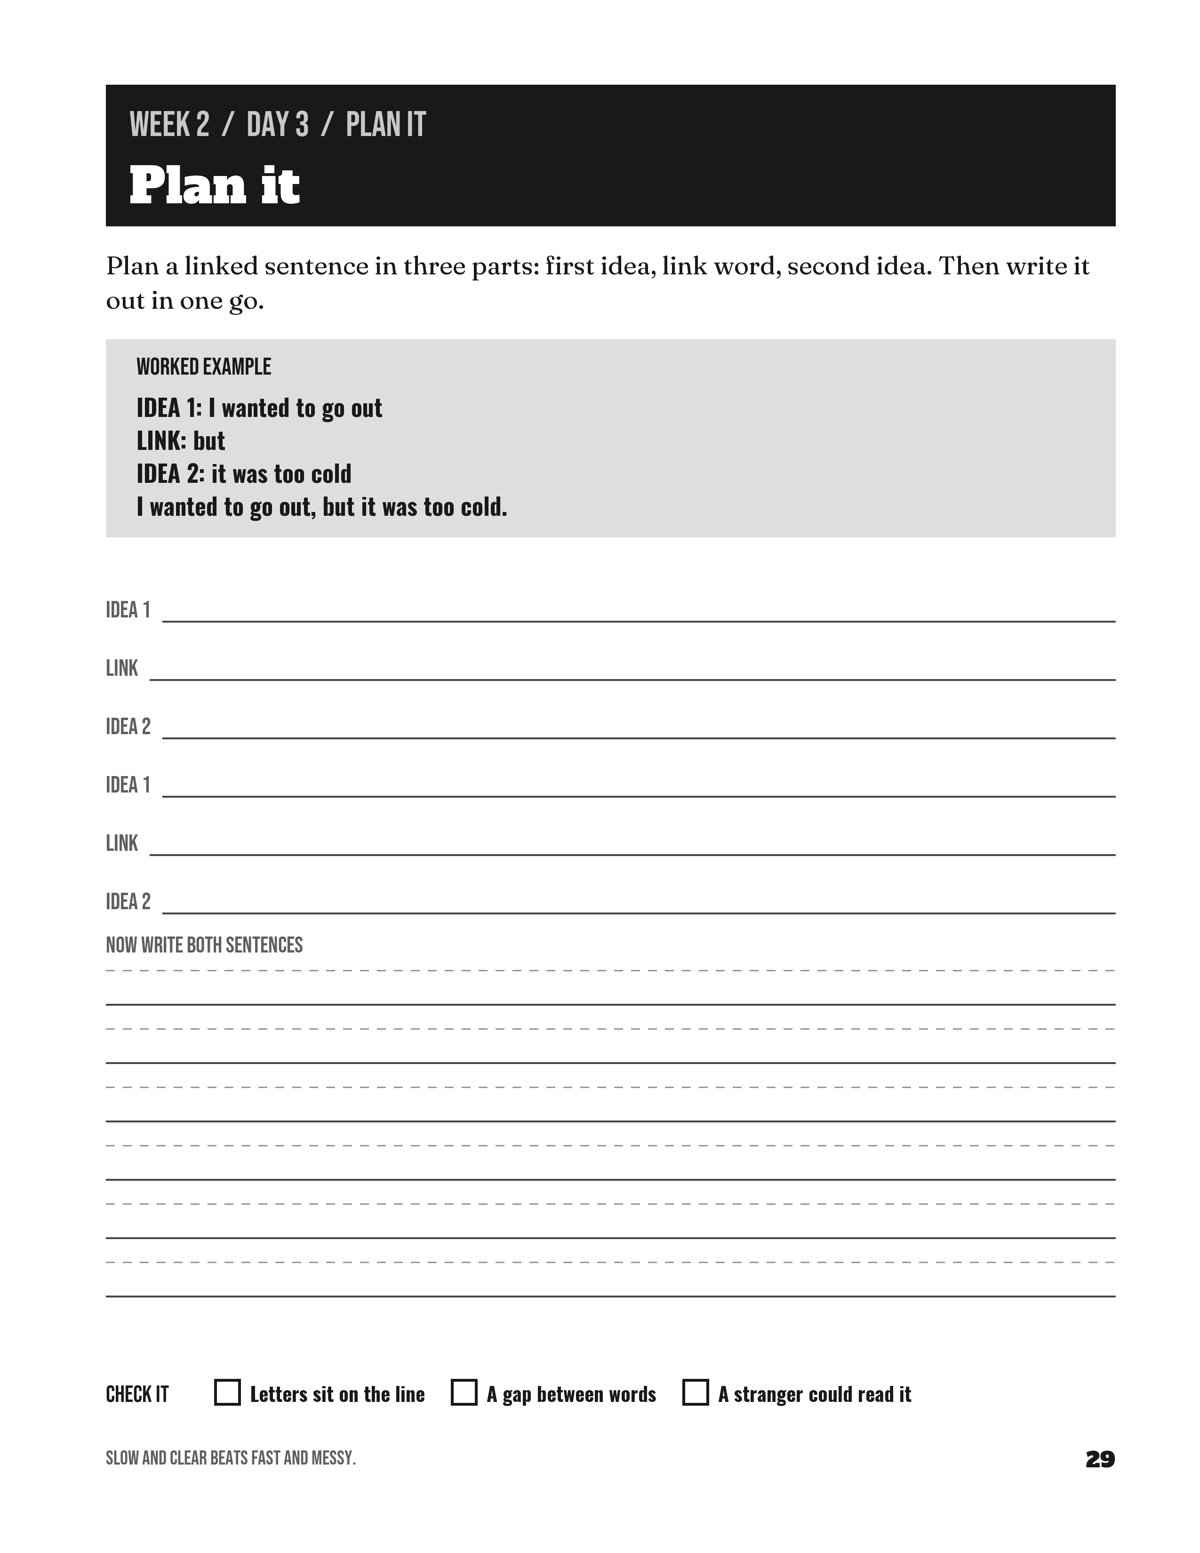 WEEK 2 / DAY 3 / PLAN IT
Plan it
Plan a linked sentence in three parts: first idea, link word, second idea. Then write it
out in one go.
WORKED EXAMPLE
IDEA 1: I wanted to go out
LINK: but
IDEA 2: it was too cold
I wanted to go out, but it was too cold.
IDEA 1
LINK
IDEA 2
IDEA 1
LINK
IDEA 2
NOW WRITE BOTH SENTENCES
CHECK IT Letters sit on the line A gap between words A stranger could read it
SLOW AND CLEAR BEATS FAST AND MESSY. 29